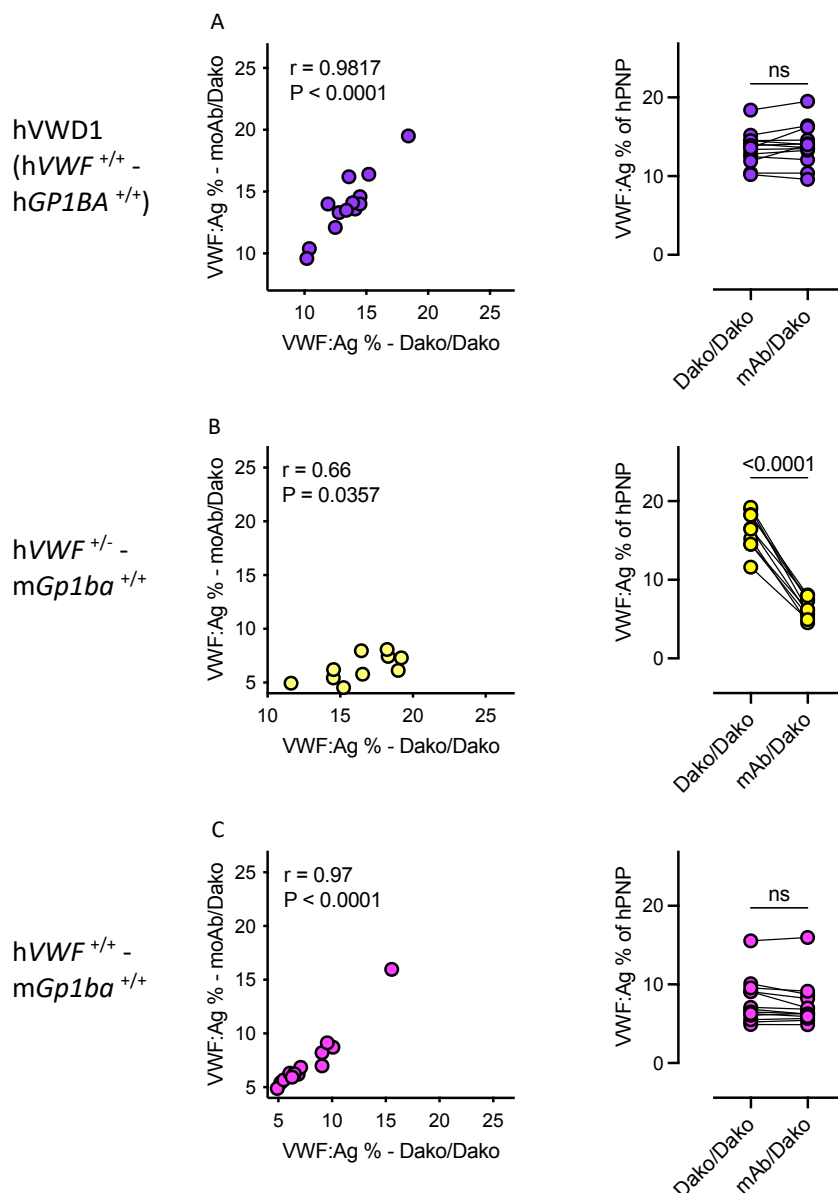 A
hVWD1
(hVWF +/+ -
hGP1BA +/+)
VWF:Ag % - moAb/Dako
25
20
15
10
r = 0.9817
P < 0.0001
10
15
20
25
VWF:Ag % - Dako/Dako
VWF:Ag % of hPNP
20
10
0
ns
Dako/Dako
mAb/Dako
B
hVWF +/- -
mGp1ba +/+
VWF:Ag % - moAb/Dako
25
20
15
10
5
r = 0.66
P = 0.0357
10
15
20
25
VWF:Ag % - Dako/Dako
VWF:Ag % of hPNP
20
10
0
<0.0001
Dako/Dako
mAb/Dako
C
hVWF +/+ -
mGp1ba +/+
VWF:Ag % - moAb/Dako
25
20
15
10
5
r = 0.97
P < 0.0001
5
10
15
20
25
VWF:Ag % - Dako/Dako
VWF:Ag % of hPNP
20
10
0
ns
Dako/Dako
mAb/Dako